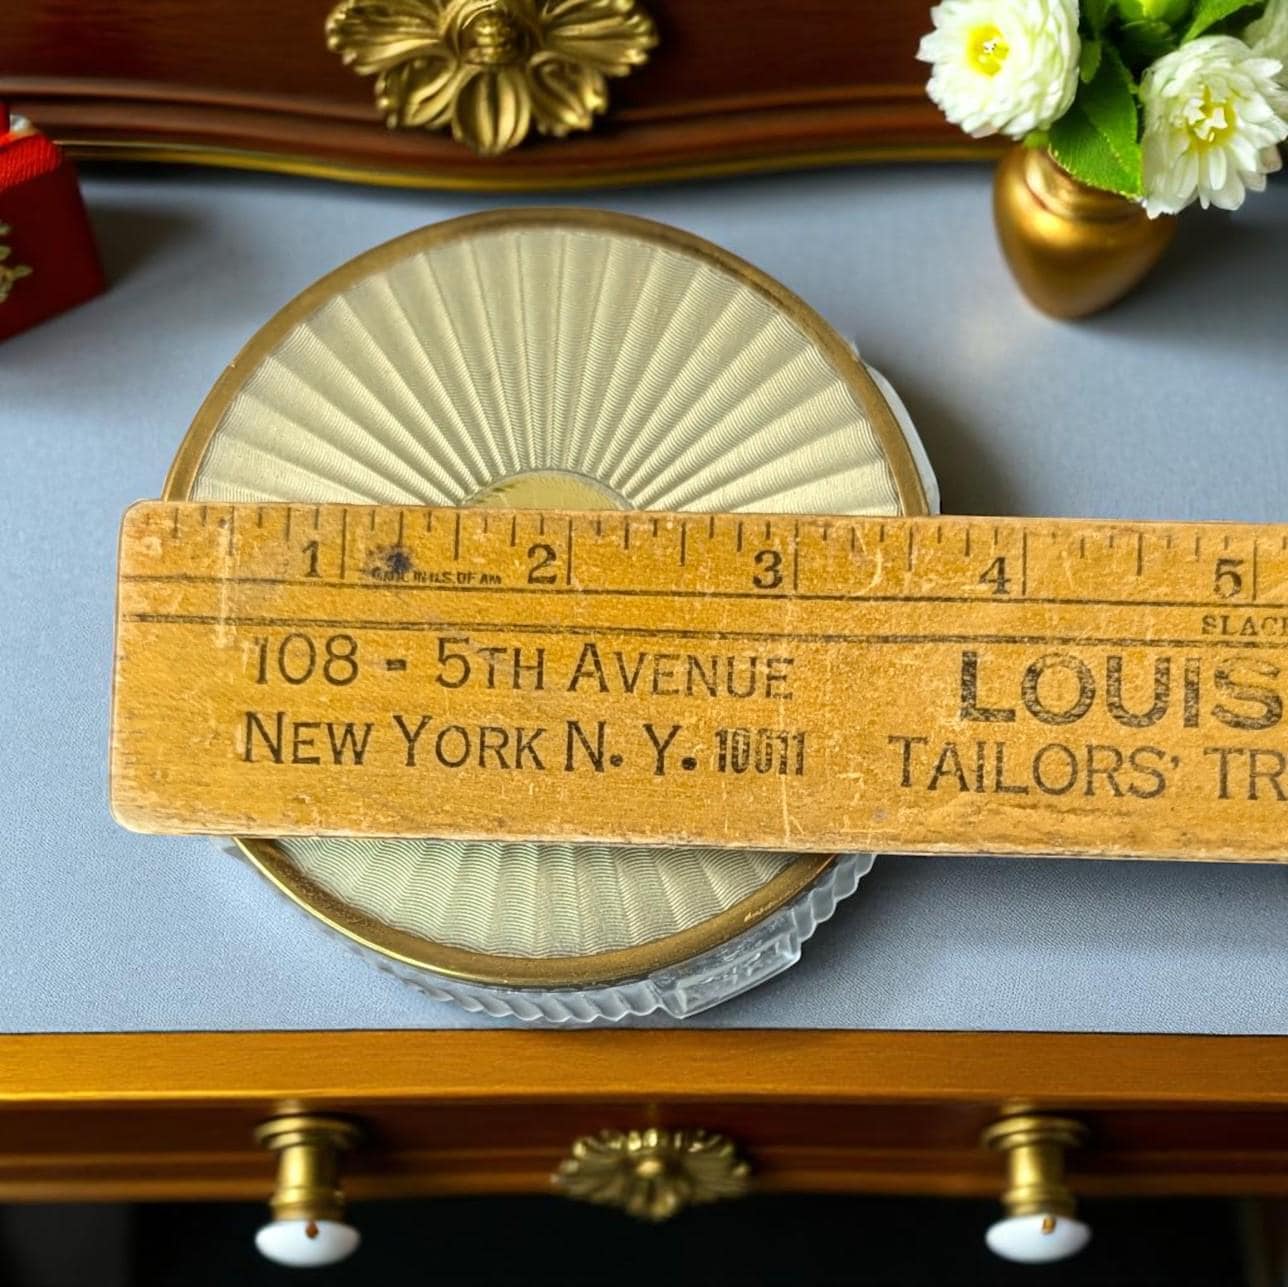 1 2 3 4 5
108 - 5TH AVENUE
NEW YORK N. Y. 10011
LOUIS
TAILORS' TR